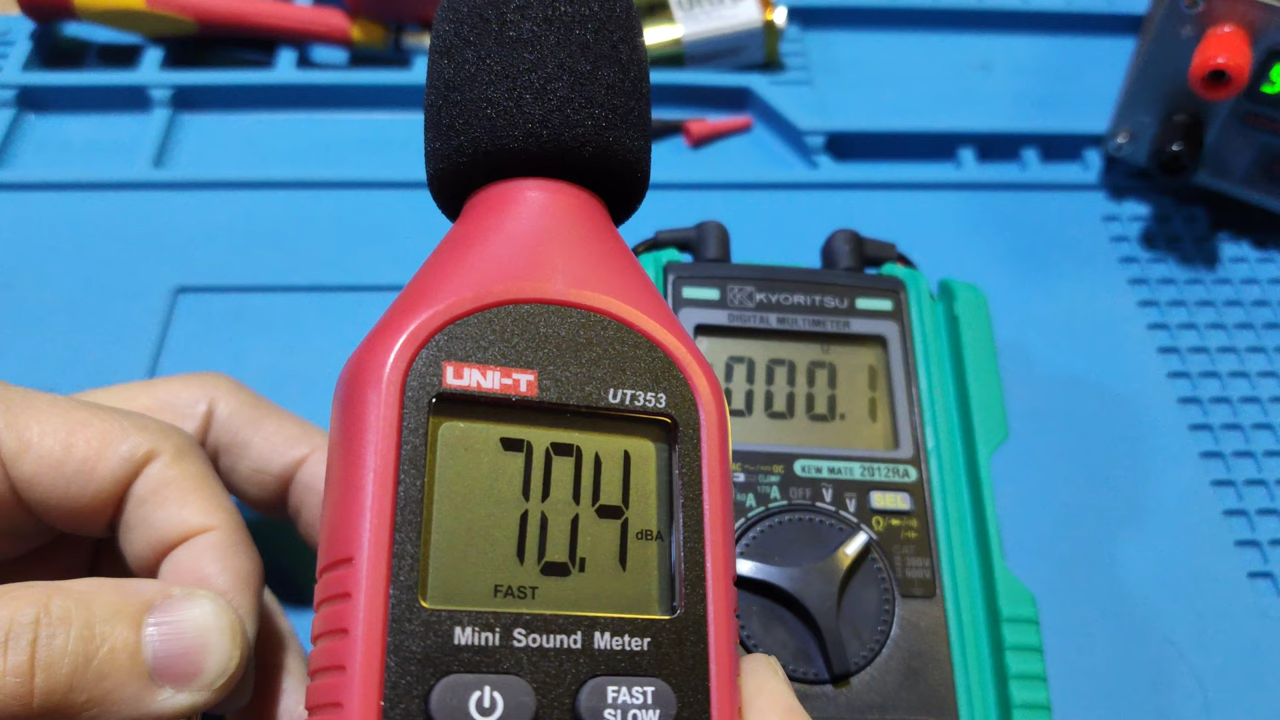 KYORITSU
DIGITAL MULTIMETER
Ω
000.1
KEW MATE 2012RA
OFF
V
V
SEL
A
A
UNI-T
UT353
70.4
dBA
FAST
Mini Sound Meter
FAST
SLOW